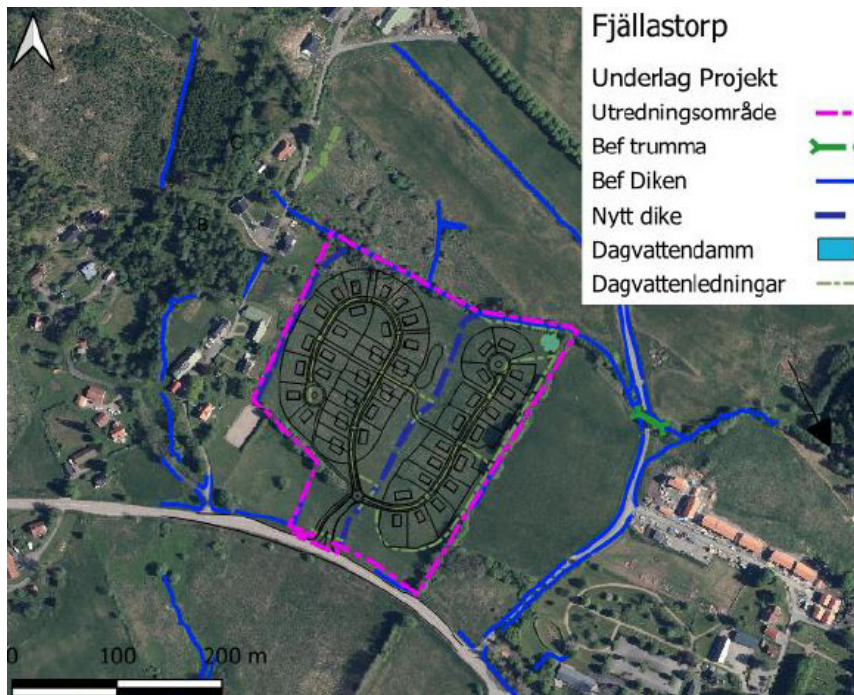 Fjällastorp
Underlag Projekt
Utredningsområde
Bef trumma
Bef Diken
Nytt dike
Dagvattendamm
Dagvattenledningar
C
B
0 100 200 m